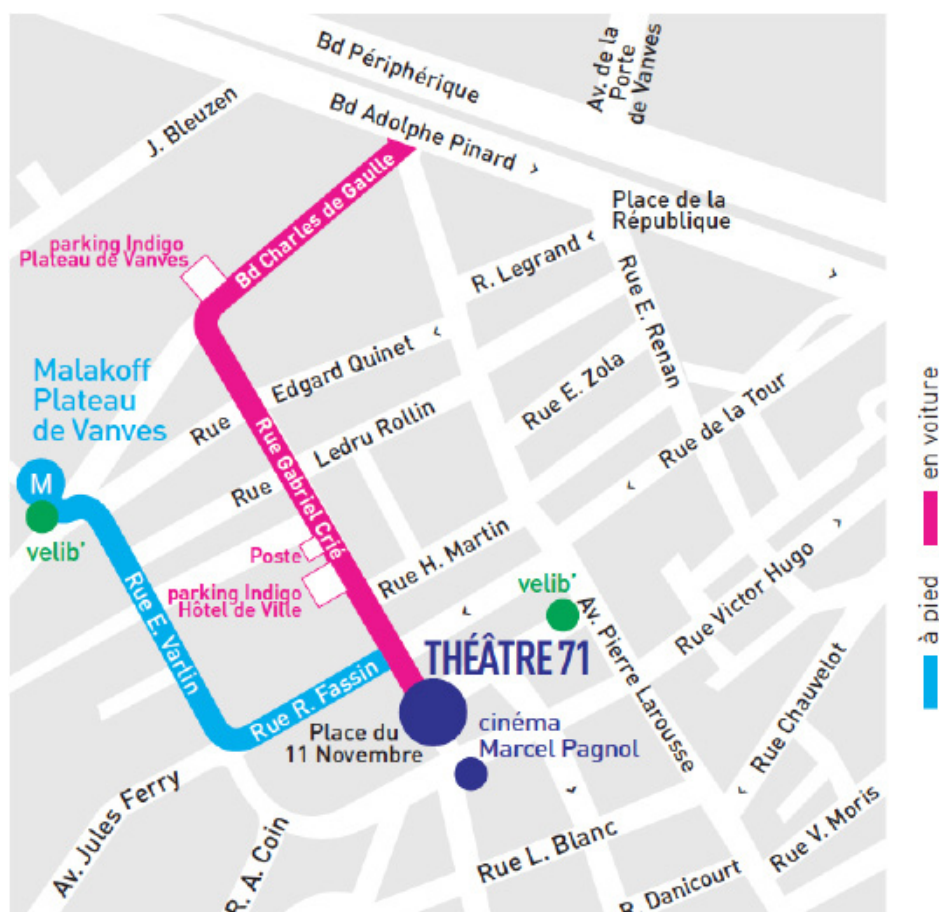 Bd Périphérique
Av. de la
Porte
de Vanves
J. Bleuzen
Bd Adolphe Pinard
Place de la
République
Bd Charles de Gaulle
parking Indigo
Plateau de Vanves
R. Legrand
Rue E. Renan
Malakoff
Plateau
de Vanves
Rue Edgard Quinet
Rue E. Zola
Rue Ledru Rollin
Rue de la Tour
Rue Gabriel Crié
M
velib'
Poste
parking Indigo
Hôtel de Ville
Rue H. Martin
velib'
Rue Victor Hugo
Rue E. Varlin
THÉÂTRE 71
Av. Pierre Larousse
Rue R. Fassin
Place du
11 Novembre
cinéma
Marcel Pagnol
Rue Chauvelot
Av. Jules Ferry
R. A. Coin
Rue L. Blanc
Rue V. Moris
R. Danicourt
en voiture
à pied